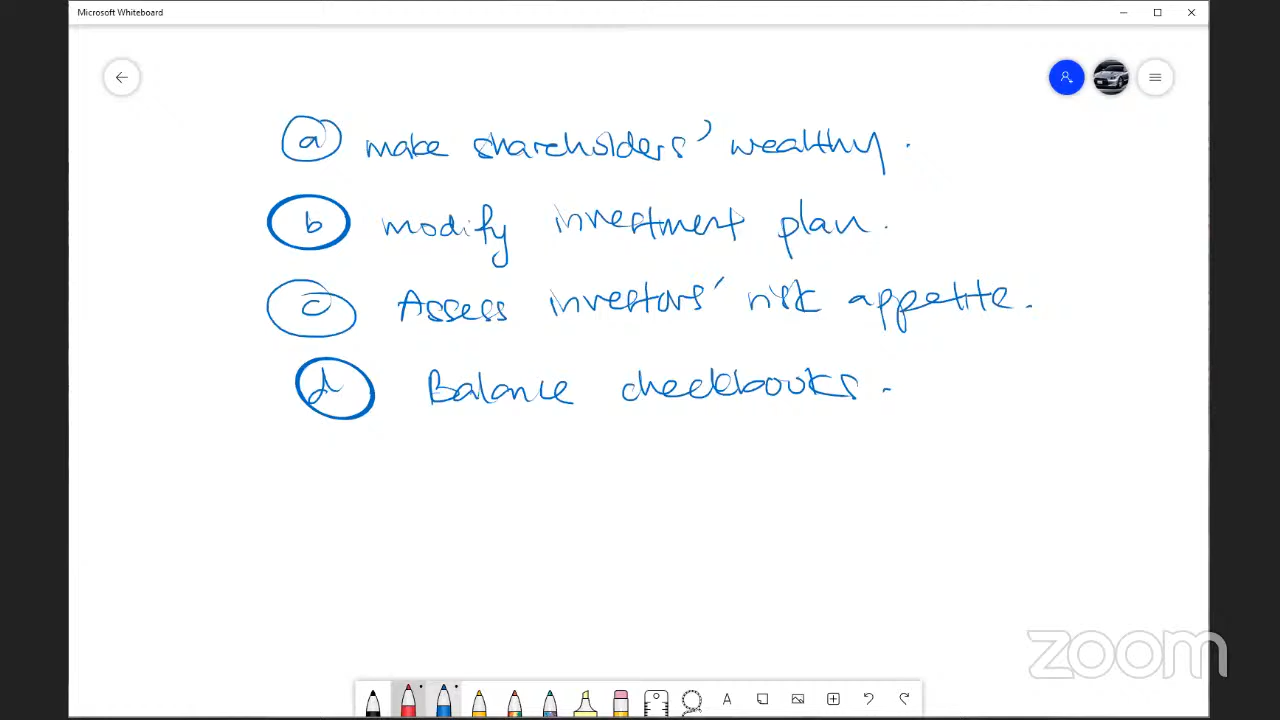 Microsoft Whiteboard
a make shareholders' wealthy.
b modify investment plan.
c Assess investors' risk appetite.
d Balance checkbooks.
zoom
A